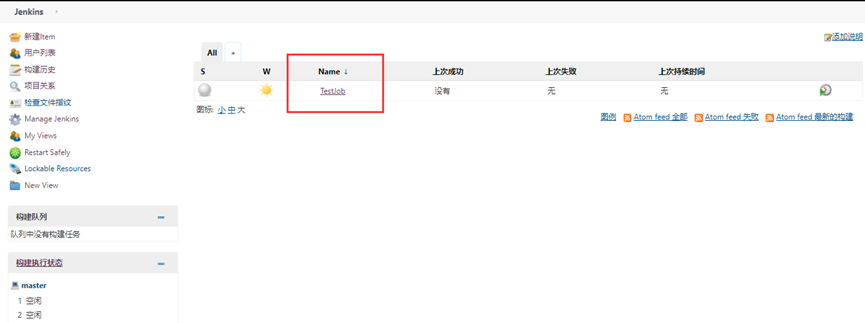 Jenkins
新建Item
用户列表
构建历史
项目关系
检查文件指纹
Manage Jenkins
My Views
Restart Safely
Lockable Resources
New View
构建队列
队列中没有构建任务
构建执行状态
master
1 空闲
2 空闲
添加说明
All +
S W Name ↓ 上次成功 上次失败 上次持续时间
TestJob 没有 无 无
图标: 小 中 大
图例 Atom feed 全部 Atom feed 失败 Atom feed 最新的构建